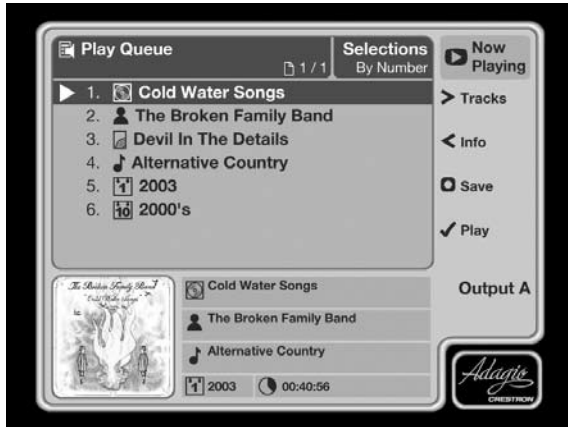 Play Queue
1 / 1
Selections
By Number
1. Cold Water Songs
2. The Broken Family Band
3. Devil In The Details
4. Alternative Country
5. 1 2003
6. 10 2000's
Now
Playing
> Tracks
< Info
Save
Play
Output A
The Broken Family Band
"Cold Water Songs"
Cold Water Songs
The Broken Family Band
Alternative Country
1 2003
00:40:56
Adagio
CRESTRON